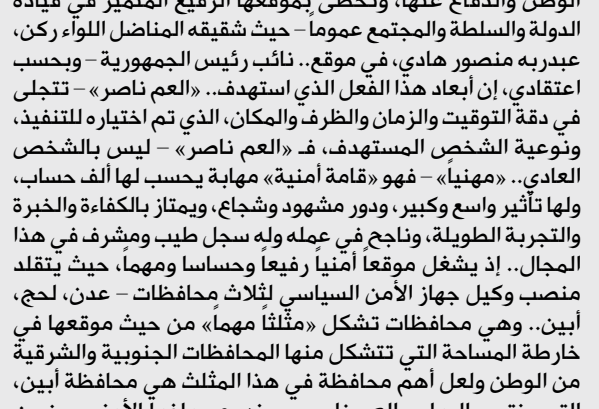 الوطن والدفاع عنها، وتحظى بموقعها الرفيع المتميز في قيادة
الدولة والسلطة والمجتمع عموماً – حيث شقيقه المناضل اللواء ركن،
عبدربه منصور هادي، في موقع.. نائب رئيس الجمهورية – وبحسب
اعتقادي، إن أبعاد هذا الفعل الذي استهدف.. «العم ناصر» – تتجلى
في دقة التوقيت والزمان والظرف والمكان، الذي تم اختياره للتنفيذ،
ونوعية الشخص المستهدف، فـ «العم ناصر» – ليس بالشخص
العادي.. «مهنياً» – فهو «قامة أمنية» مهابة يحسب لها ألف حساب،
ولها تأثير واسع وكبير، ودور مشهود وشجاع، ويمتاز بالكفاءة والخبرة
والتجربة الطويلة، وناجح في عمله وله سجل طيب ومشرف في هذا
المجال.. إذ يشغل موقعاً أمنياً رفيعاً وحساسا ومهماً، حيث يتقلد
منصب وكيل جهاز الأمن السياسي لثلاث محافظات – عدن، لحج،
أبين.. وهي محافظات تشكل «مثلثاً مهماً» من حيث موقعها في
خارطة المساحة التي تتشكل منها المحافظات الجنوبية والشرقية
من الوطن ولعل أهم محافظة في هذا المثلث هي محافظة أبين،